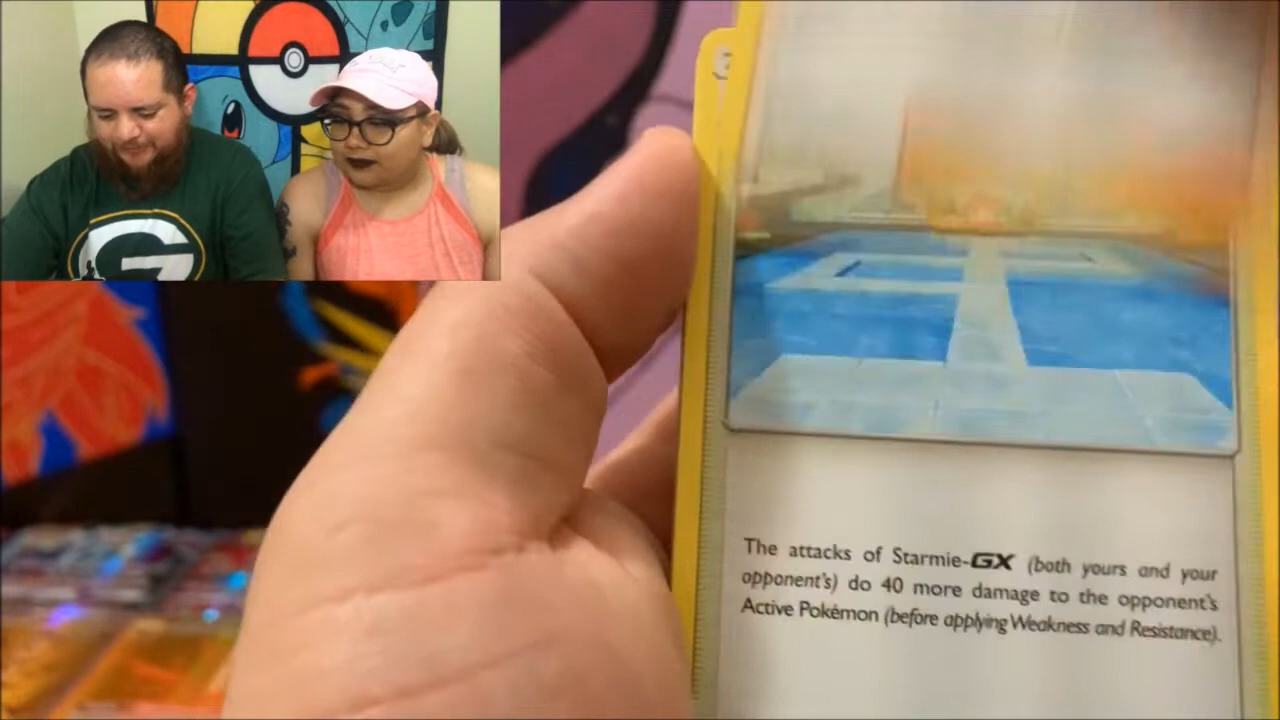 G
The attacks of Starmie-GX (both yours and your
opponent's) do 40 more damage to the opponent's
Active Pokémon (before applying Weakness and Resistance).